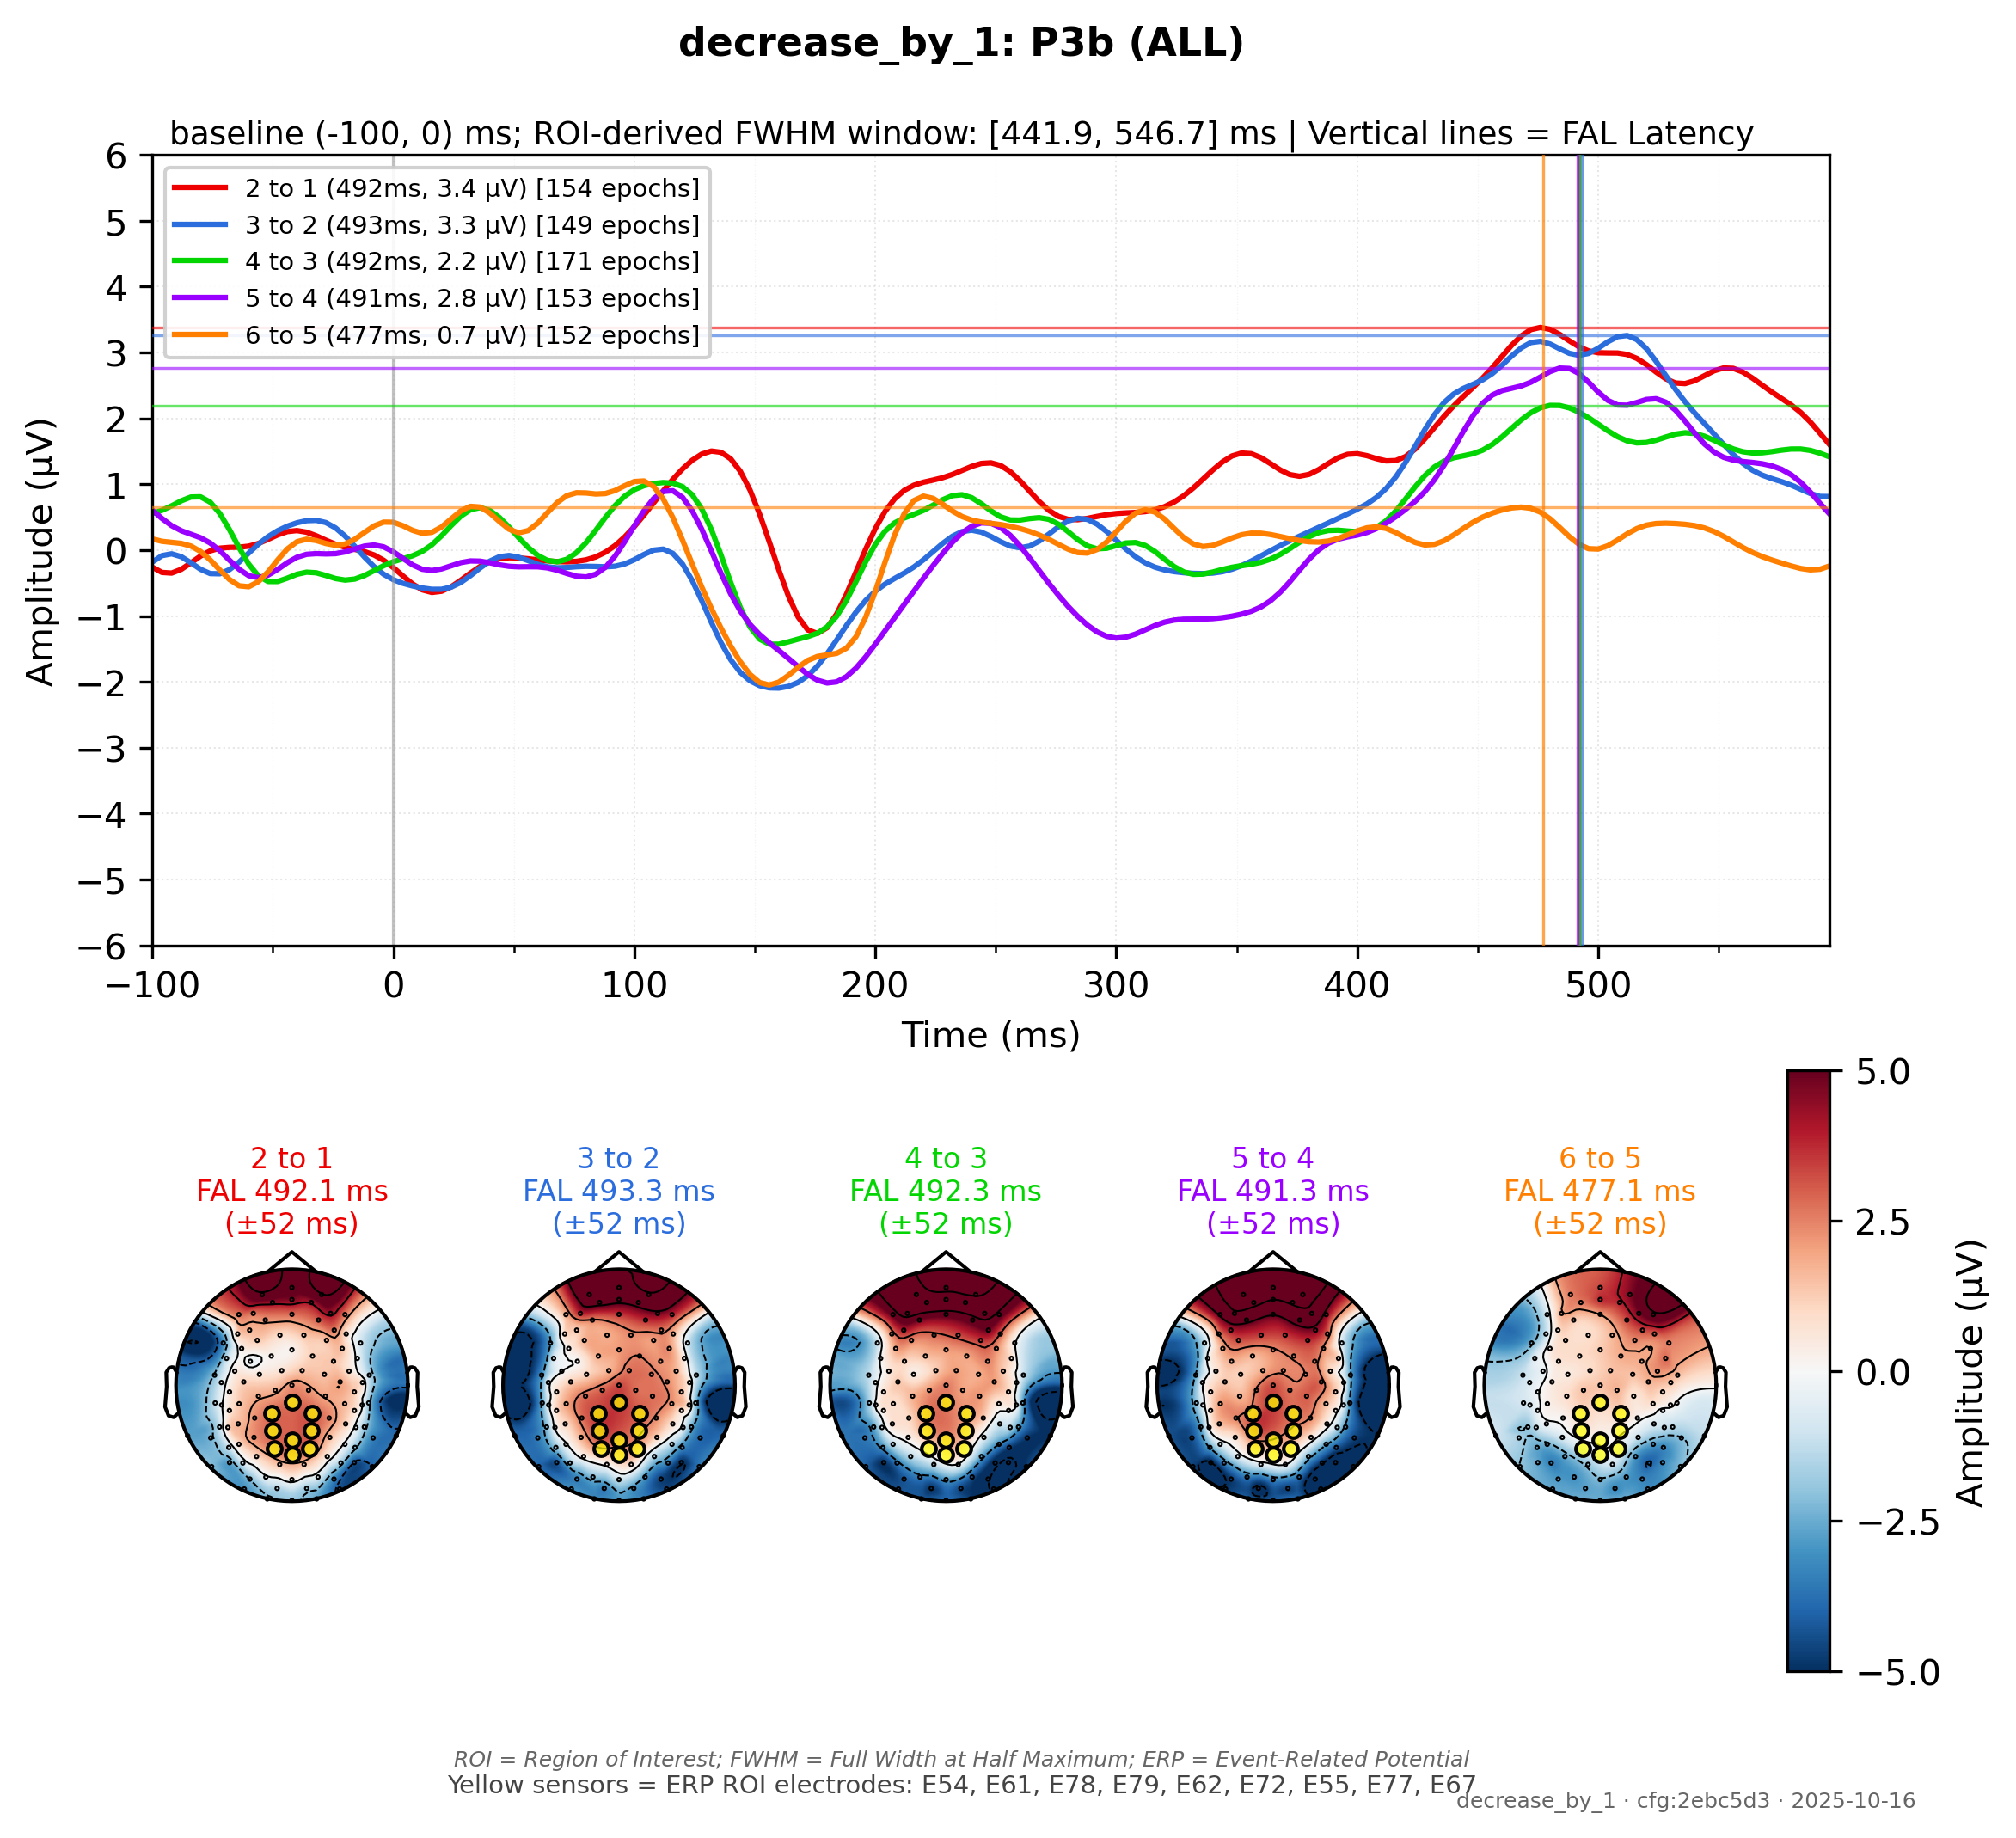 decrease_by_1: P3b (ALL)
baseline (-100, 0) ms; ROI-derived FWHM window: [441.9, 546.7] ms | Vertical lines = FAL Latency
6
5
4
3
2
1
0
−1
−2
−3
−4
−5
−6
Amplitude (µV)
2 to 1 (492ms, 3.4 µV) [154 epochs]
3 to 2 (493ms, 3.3 µV) [149 epochs]
4 to 3 (492ms, 2.2 µV) [171 epochs]
5 to 4 (491ms, 2.8 µV) [153 epochs]
6 to 5 (477ms, 0.7 µV) [152 epochs]
−100 0 100 200 300 400 500
Time (ms)
2 to 1
FAL 492.1 ms
(±52 ms)
3 to 2
FAL 493.3 ms
(±52 ms)
4 to 3
FAL 492.3 ms
(±52 ms)
5 to 4
FAL 491.3 ms
(±52 ms)
6 to 5
FAL 477.1 ms
(±52 ms)
5.0
2.5
0.0
−2.5
−5.0
Amplitude (µV)
ROI = Region of Interest; FWHM = Full Width at Half Maximum; ERP = Event-Related Potential
Yellow sensors = ERP ROI electrodes: E54, E61, E78, E79, E62, E72, E55, E77, E67
decrease_by_1 · cfg:2ebc5d3 · 2025-10-16